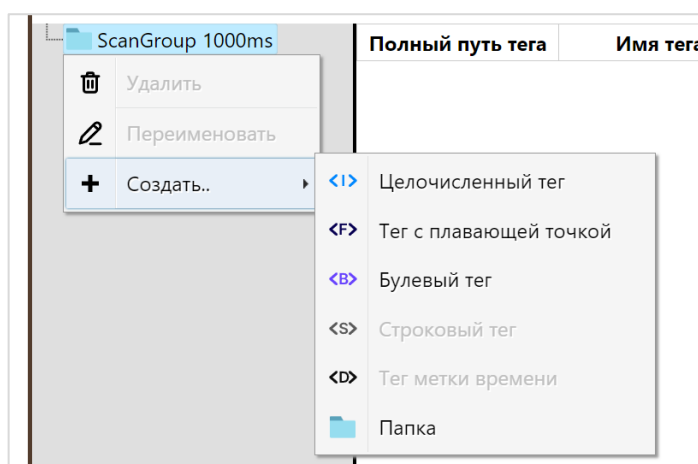 ScanGroup 1000ms
Полный путь тега
Имя тега
Удалить
Переименовать
Создать..
<I> Целочисленный тег
<F> Тег с плавающей точкой
<B> Булевый тег
<S> Строковый тег
<D> Тег метки времени
Папка